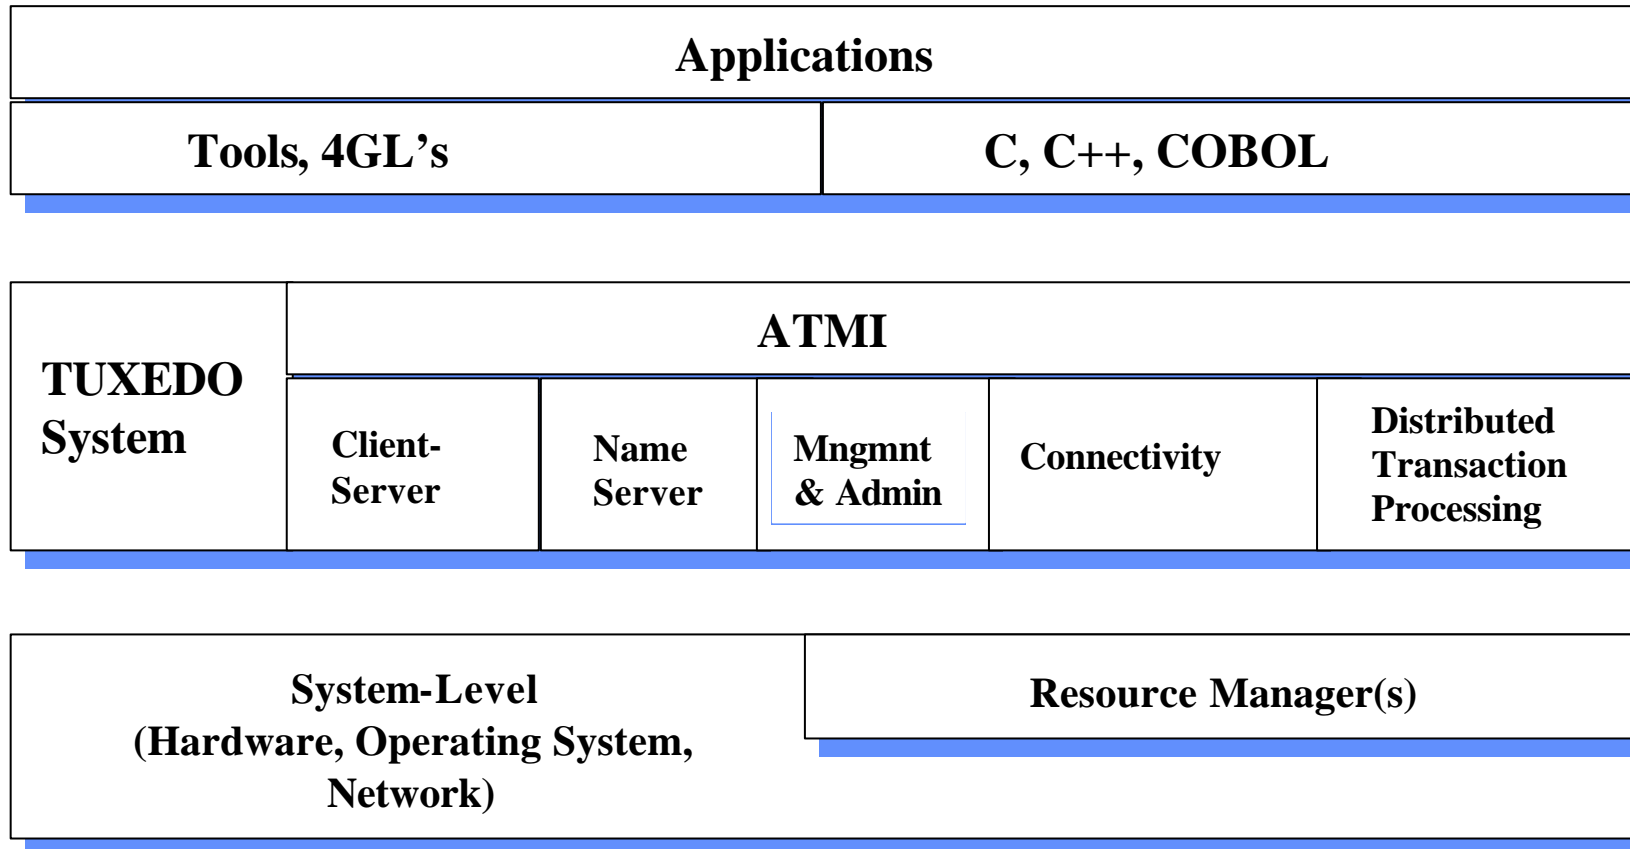 Applications
Tools, 4GL’s
C, C++, COBOL
TUXEDO
System
ATMI
Client-
Server
Name
Server
Mngmnt
& Admin
Connectivity
Distributed
Transaction
Processing
System-Level
(Hardware, Operating System,
Network)
Resource Manager(s)